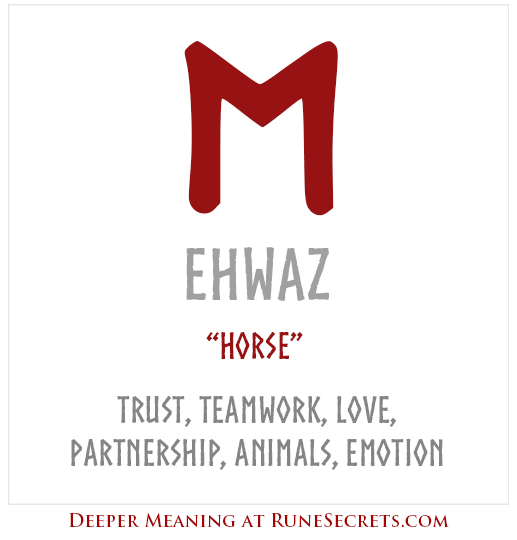 ᛖ
EHWAZ
“HORSE”
TRUST, TEAMWORK, LOVE,
PARTNERSHIP, ANIMALS, EMOTION
DEEPER MEANING AT RUNESECRETS.COM